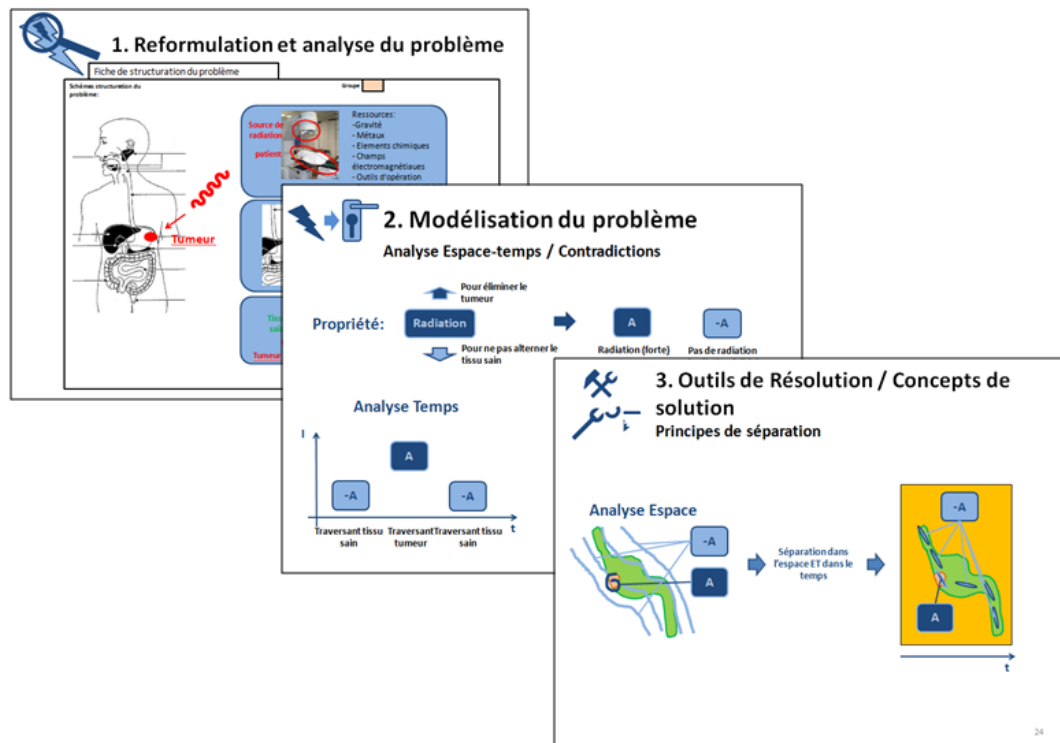 1. Reformulation et analyse du problème
Fiche de structuration du problème
Schémas structuration du
problème:
Groupe
Source de
radiation
patient
Ressources:
-Gravité
- Métaux
- Elements chimiques
- Champs
électromagnétiaues
- Outils d'opération
Tumeur
Tissu
sain
Tumeur
2. Modélisation du problème
Analyse Espace-temps / Contradictions
Pour éliminer le
tumeur
Propriété:
Radiation
A
-A
Pour ne pas alterner le
tissu sain
Radiation (forte)
Pas de radiation
Analyse Temps
I
A
-A
-A
t
Traversant tissu
sain
Traversant
tumeur
Traversant tissu
sain
3. Outils de Résolution / Concepts de
solution
Principes de séparation
Analyse Espace
-A
A
Séparation dans
l'espace ET dans le
temps
-A
A
t
24